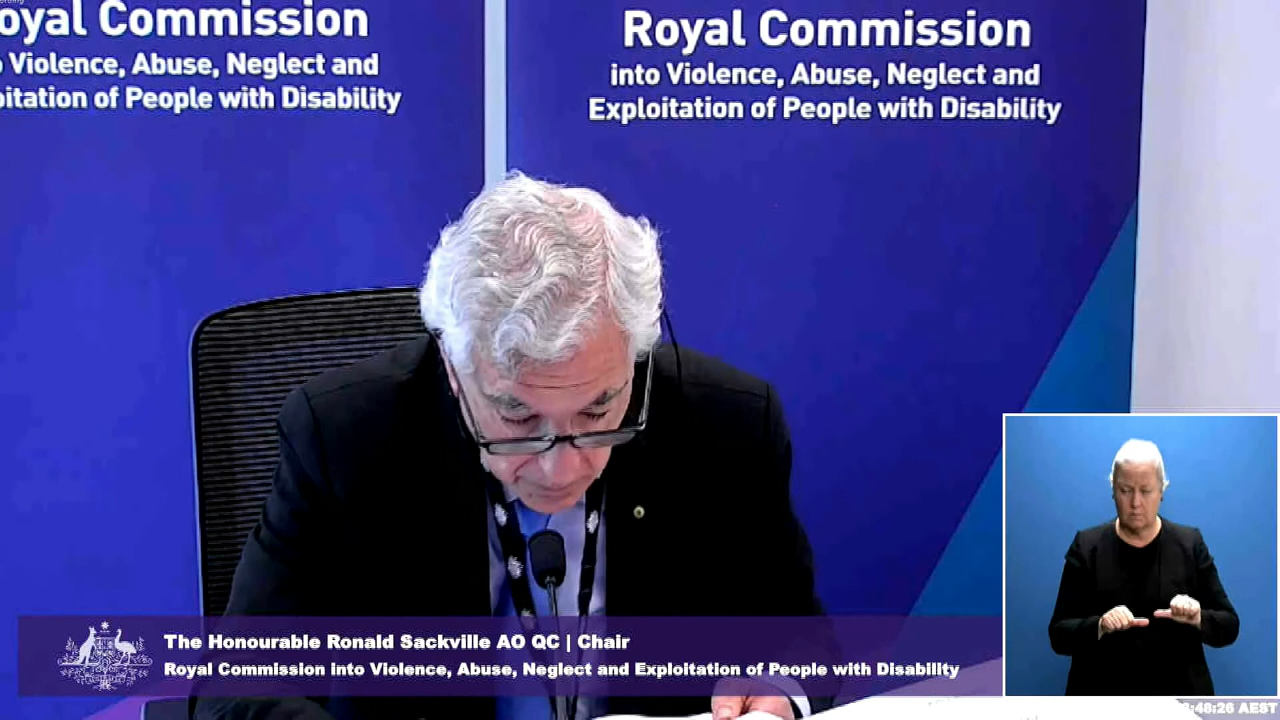 oyal Commission
Violence, Abuse, Neglect and
itation of People with Disability
Royal Commission
into Violence, Abuse, Neglect and
Exploitation of People with Disability
The Honourable Ronald Sackville AO QC | Chair
Royal Commission into Violence, Abuse, Neglect and Exploitation of People with Disability
:48:26 AEST